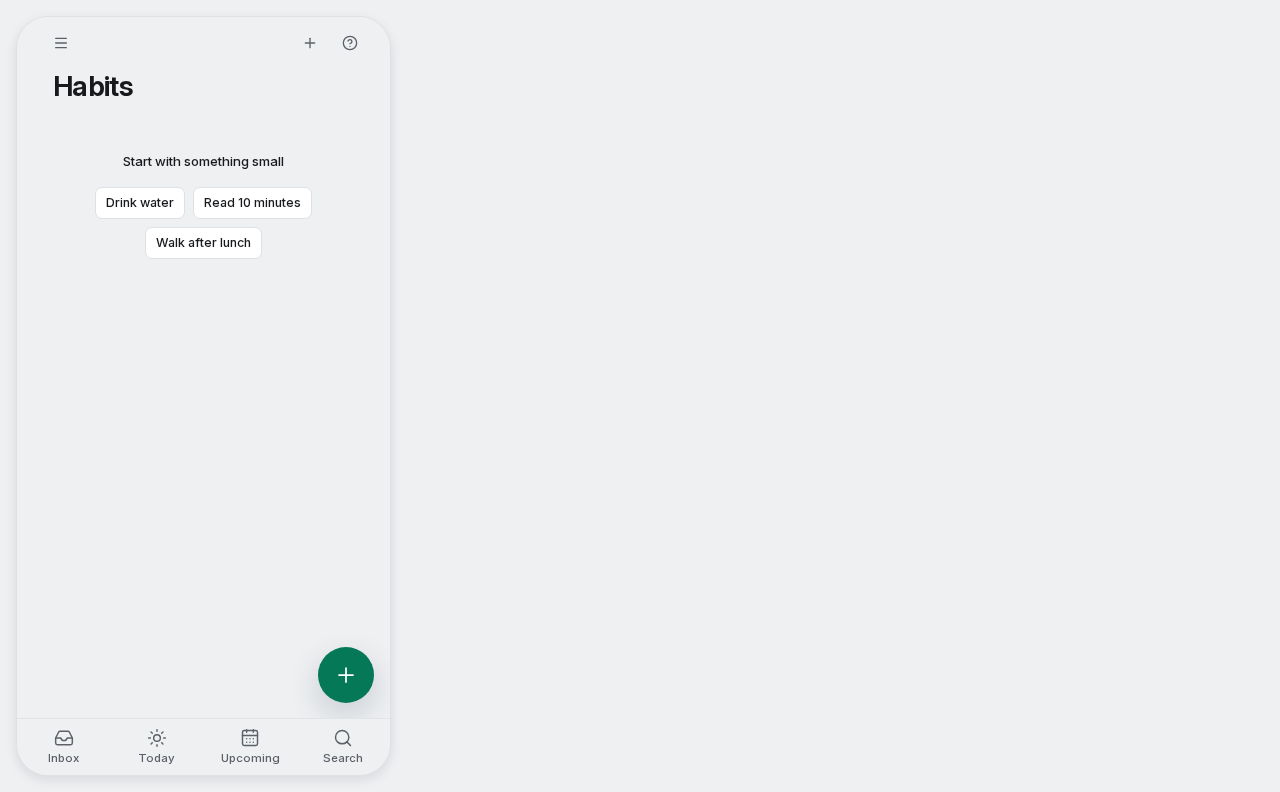 Habits
Start with something small
Drink water
Read 10 minutes
Walk after lunch
Inbox
Today
Upcoming
Search